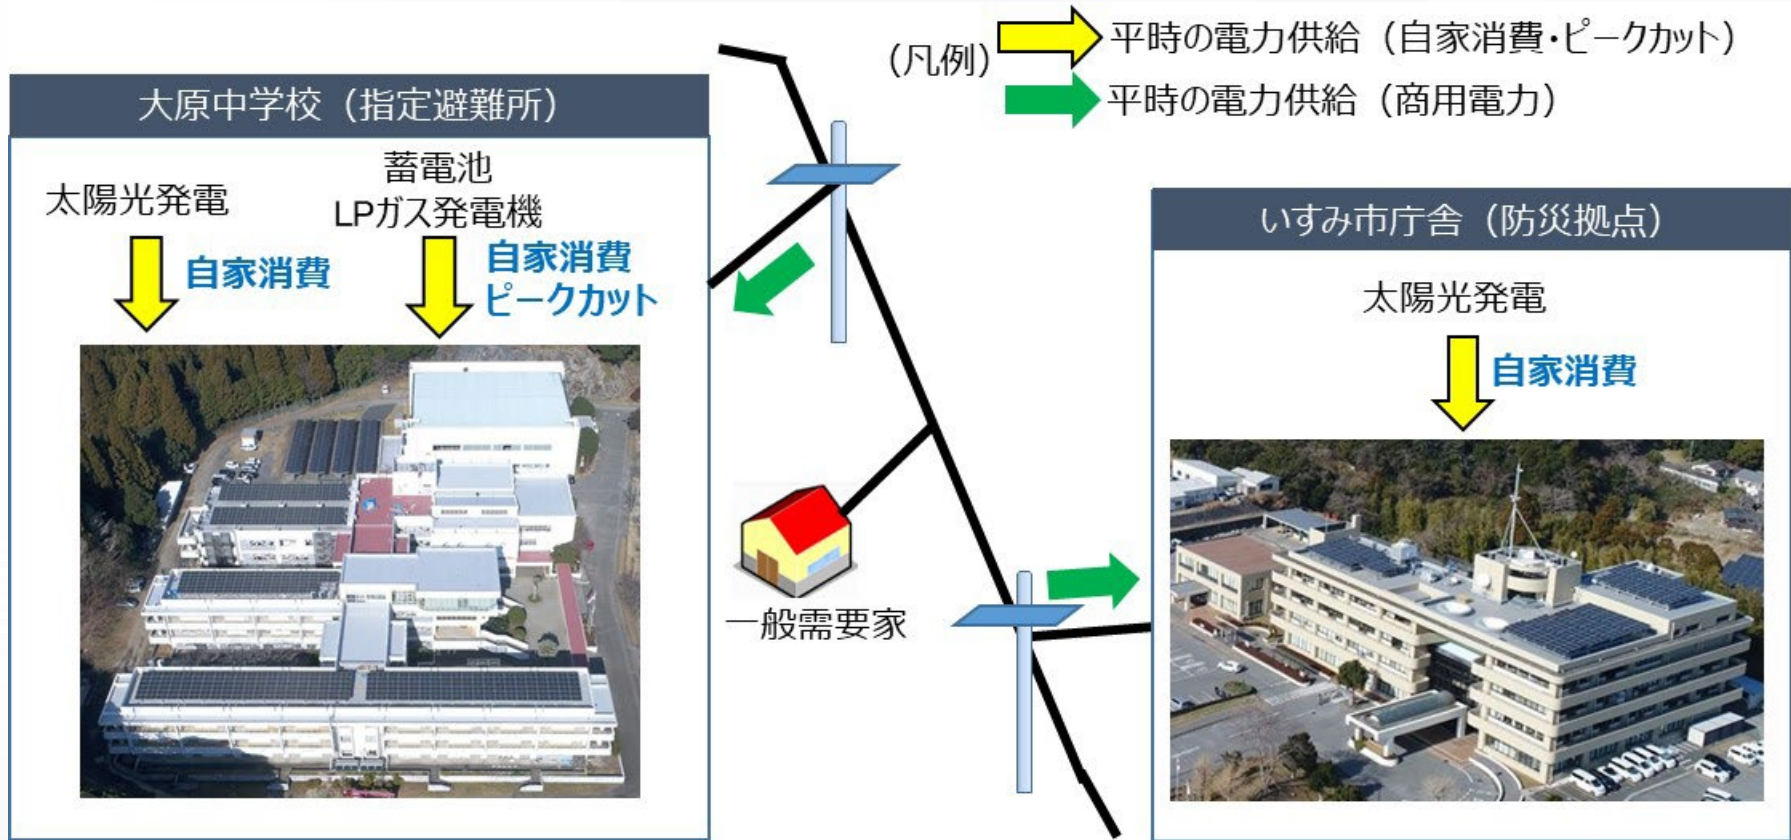 (凡例)
平時の電力供給（自家消費・ピークカット）
平時の電力供給（商用電力）
大原中学校（指定避難所）
太陽光発電
自家消費
蓄電池
LPガス発電機
自家消費
ピークカット
一般需要家
いすみ市庁舎（防災拠点）
太陽光発電
自家消費